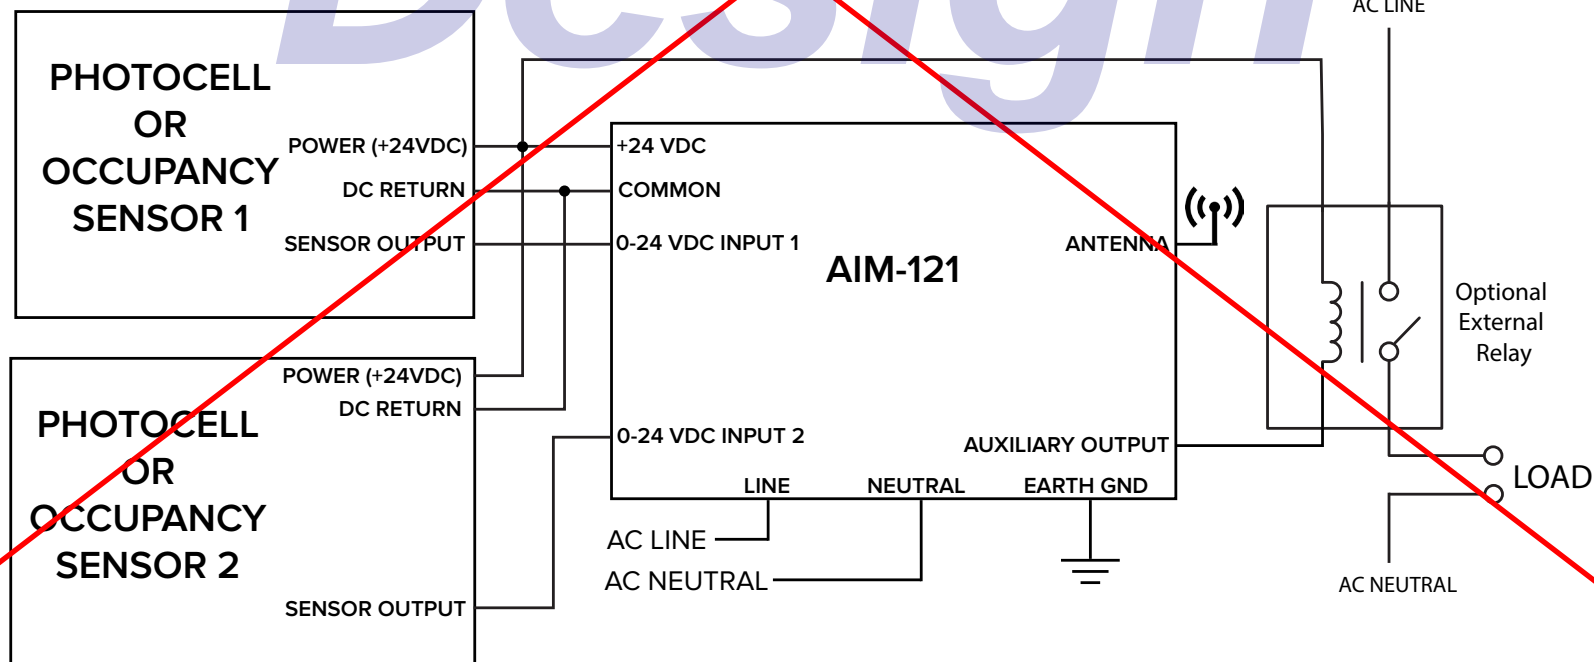 Design
AC LINE
PHOTOCELL
OR
OCCUPANCY
SENSOR 1
POWER (+24VDC)
DC RETURN
SENSOR OUTPUT
+24 VDC
COMMON
0-24 VDC INPUT 1
AIM-121
ANTENNA
Optional
External
Relay
PHOTOCELL
OR
OCCUPANCY
SENSOR 2
POWER (+24VDC)
DC RETURN
SENSOR OUTPUT
0-24 VDC INPUT 2
AUXILIARY OUTPUT
LINE
NEUTRAL
EARTH GND
LOAD
AC LINE
AC NEUTRAL
AC NEUTRAL